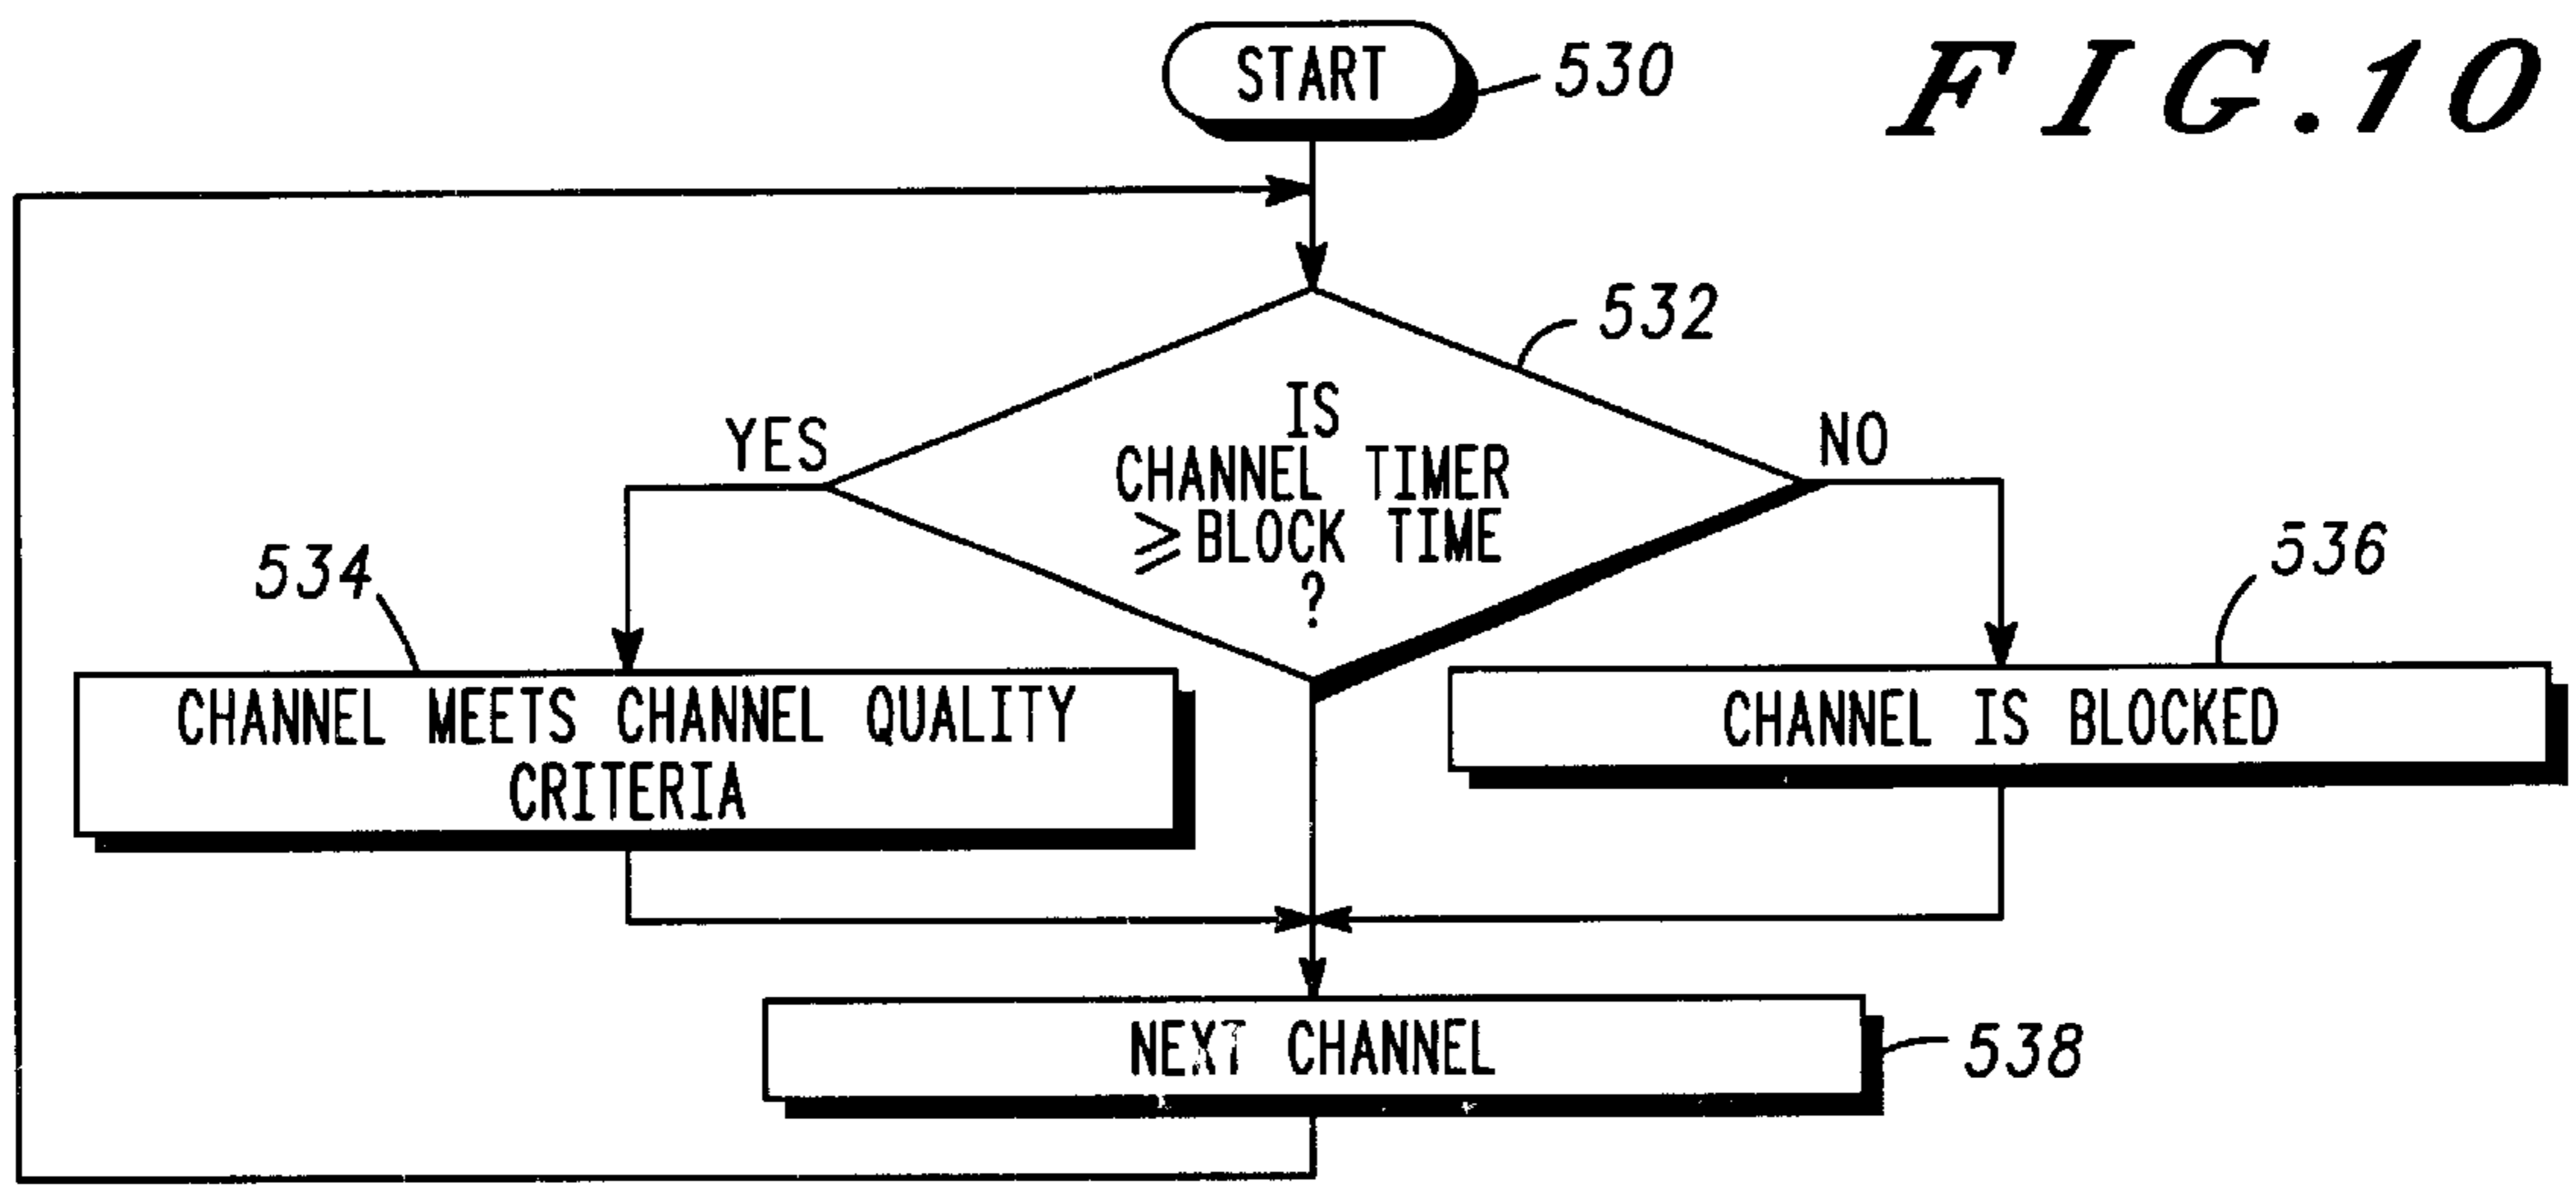 START
530
FIG.10
532
IS
CHANNEL TIMER
≥ BLOCK TIME
?
YES
NO
534
536
CHANNEL MEETS CHANNEL QUALITY
CRITERIA
CHANNEL IS BLOCKED
NEXT CHANNEL
538